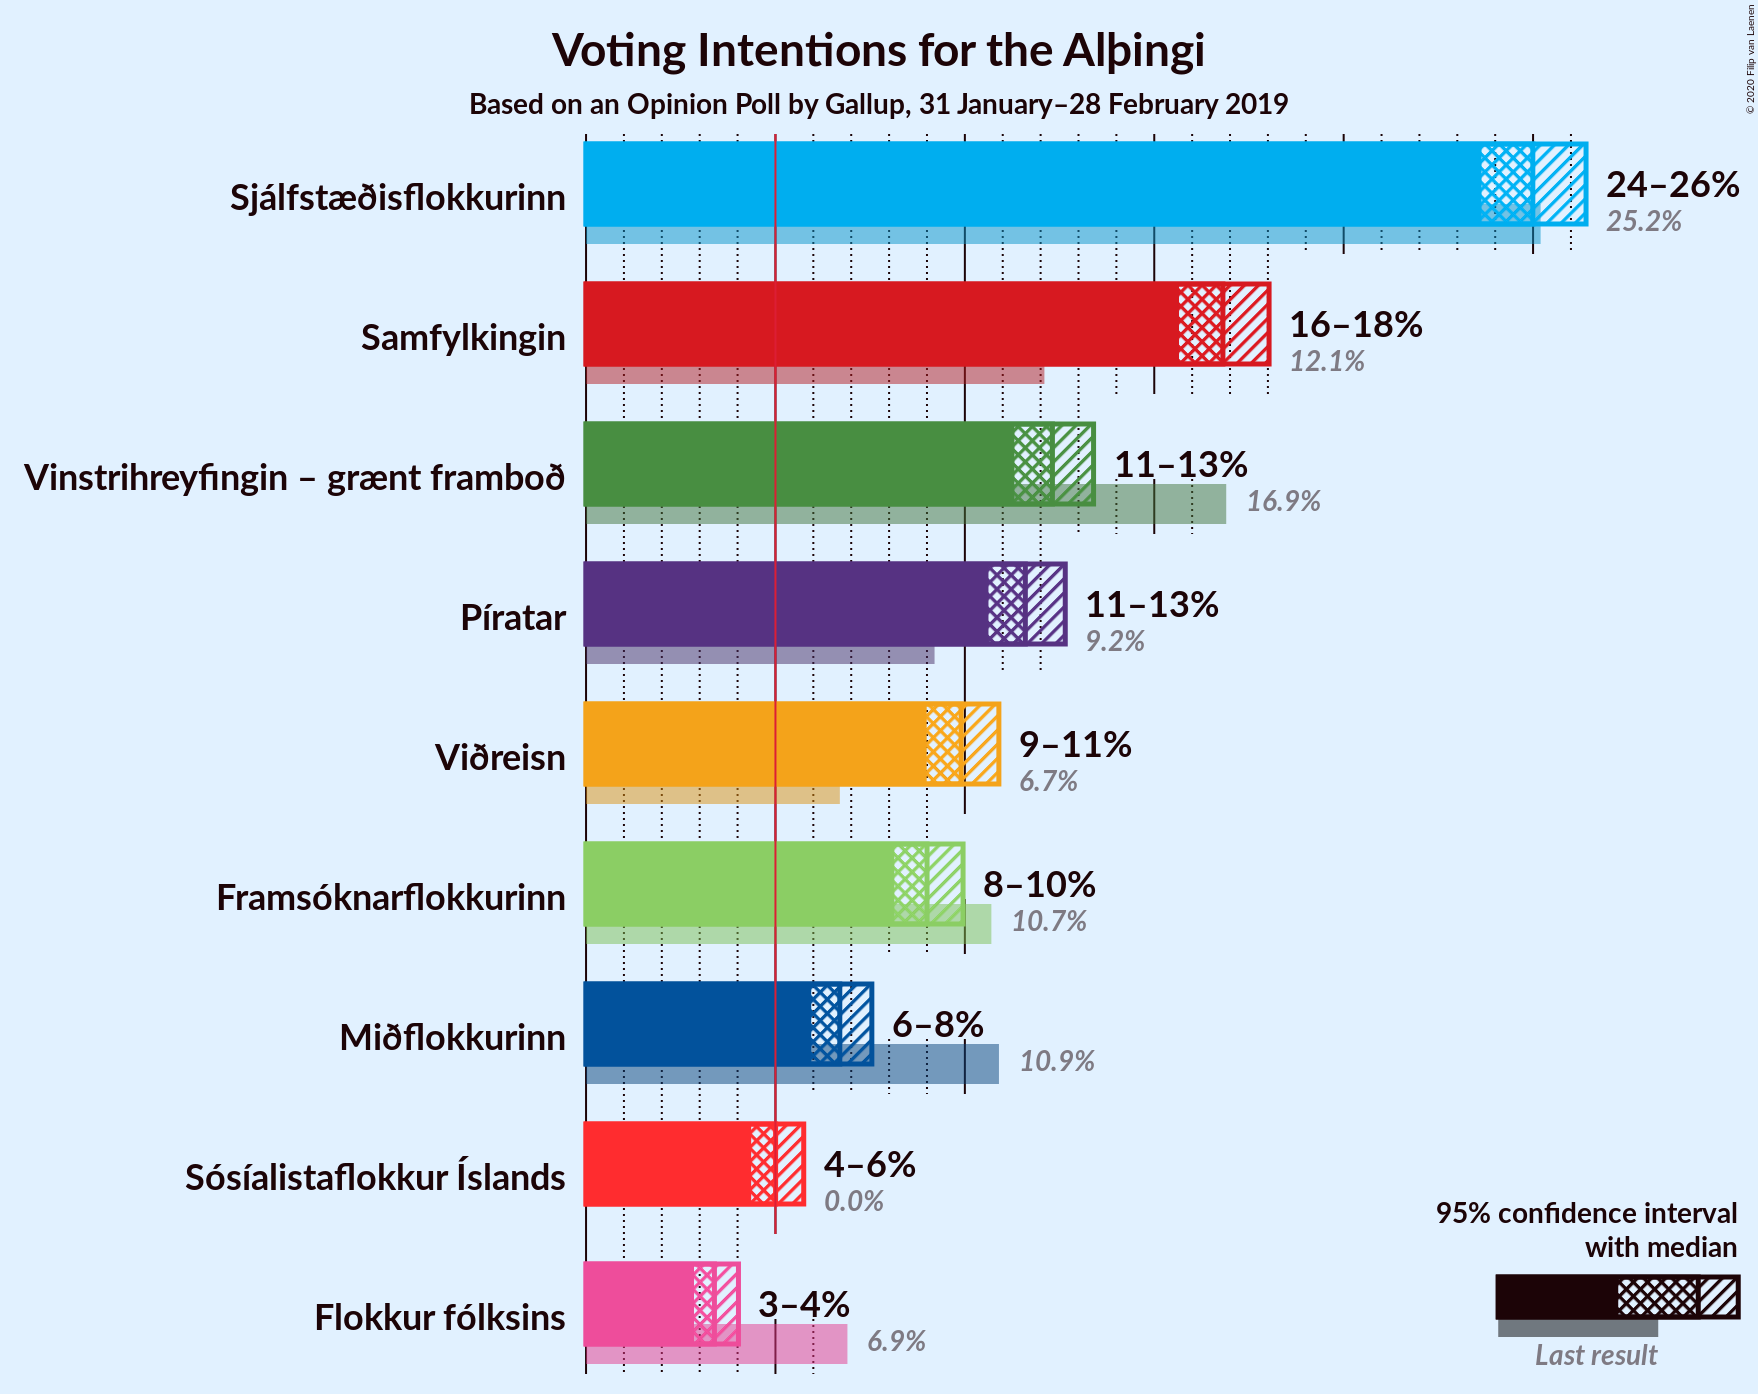 Voting Intentions for the Alþingi
Based on an Opinion Poll by Gallup, 31 January–28 February 2019
© 2020 Filip van Laenen
Sjálfstæðisflokkurinn
24–26%
25.2%
Samfylkingin
16–18%
12.1%
Vinstrihreyfingin – grænt framboð
11–13%
16.9%
Píratar
11–13%
9.2%
Viðreisn
9–11%
6.7%
Framsóknarflokkurinn
8–10%
10.7%
Miðflokkurinn
6–8%
10.9%
Sósíalistaflokkur Íslands
4–6%
0.0%
Flokkur fólksins
3–4%
6.9%
95% confidence interval
with median
Last result